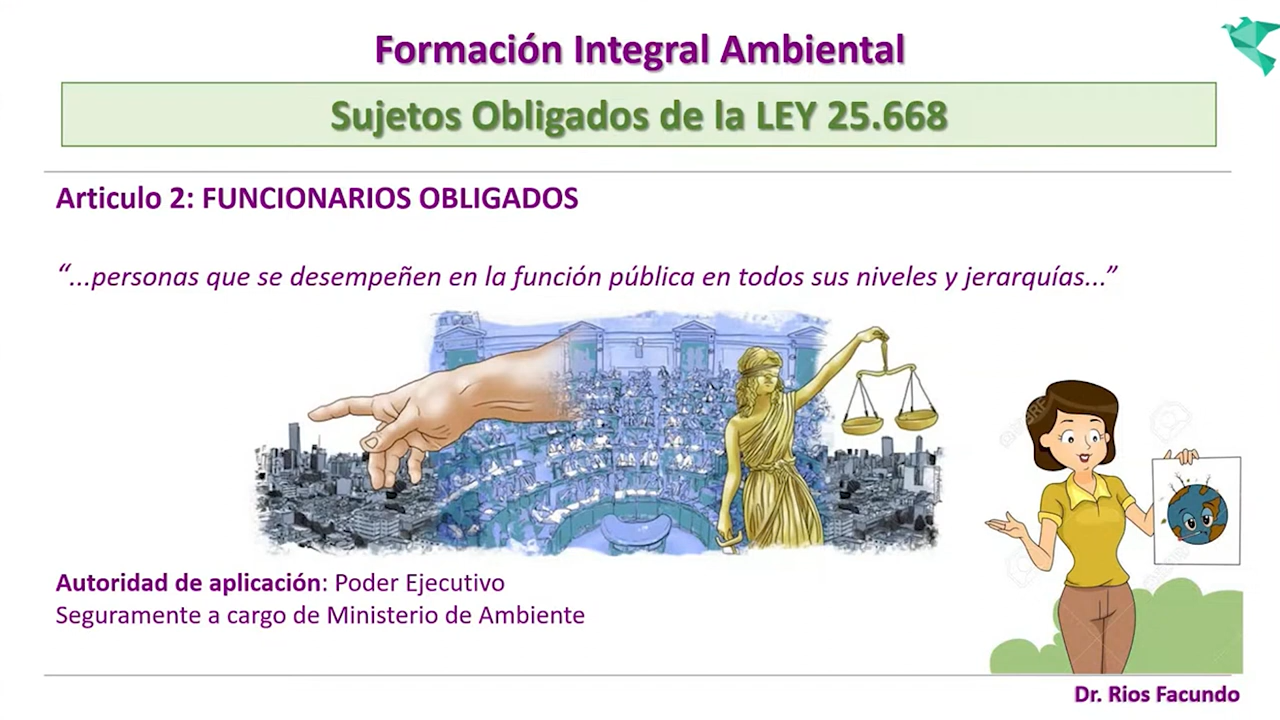 Formación Integral Ambiental
Sujetos Obligados de la LEY 25.668
Articulo 2: FUNCIONARIOS OBLIGADOS
“...personas que se desempeñen en la función pública en todos sus niveles y jerarquías...”
Autoridad de aplicación: Poder Ejecutivo
Seguramente a cargo de Ministerio de Ambiente
Dr. Rios Facundo